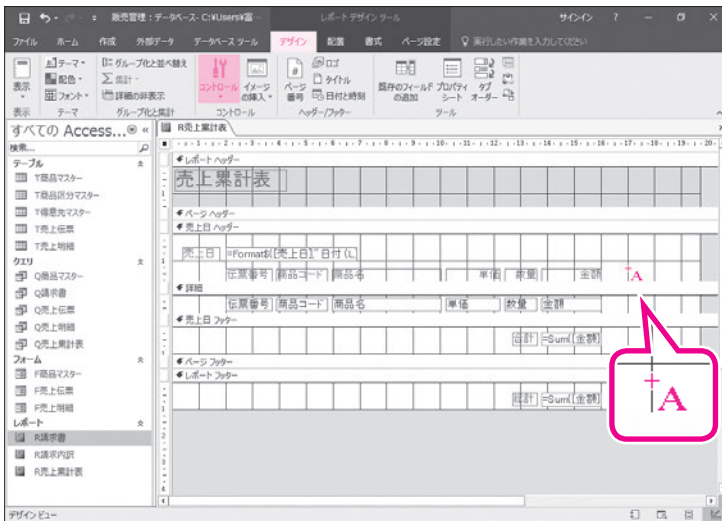 販売管理：データベース- C:¥Users¥富…
レポート デザイン ツール
サインイン
?
ファイル
ホーム
作成
外部データ
データベース ツール
デザイン
配置
書式
ページ設定
実行したい作業を入力してください
表示
テーマ
配色
フォント
グループ化と並べ替え
Σ 集計
詳細の非表示
コントロール
イメージの挿入
ページ番号
ロゴ
タイトル
日付と時刻
既存のフィールドの追加
プロパティ シート
タブ オーダー
表示
テーマ
グループ化と集計
コントロール
ヘッダー/フッター
ツール
すべての Access...
検索...
テーブル
T商品マスター
T商品区分マスター
T得意先マスター
T売上伝票
T売上明細
クエリ
Q商品マスター
Q請求書
Q売上伝票
Q売上明細
Q売上累計表
フォーム
F商品マスター
F売上伝票
F売上明細
レポート
R請求書
R請求内訳
R売上累計表
R売上累計表
レポート ヘッダー
売上累計表
ページ ヘッダー
売上日 ヘッダー
売上日 =Format$([売上日],"日付 (L
伝票番号 商品コード 商品名 単価 数量 金額
詳細
伝票番号 商品コード 商品名 単価 数量 金額
売上日 フッター
合計 =Sum([金額]
ページ フッター
レポート フッター
総計 =Sum([金額]
A
A
デザイン ビュー